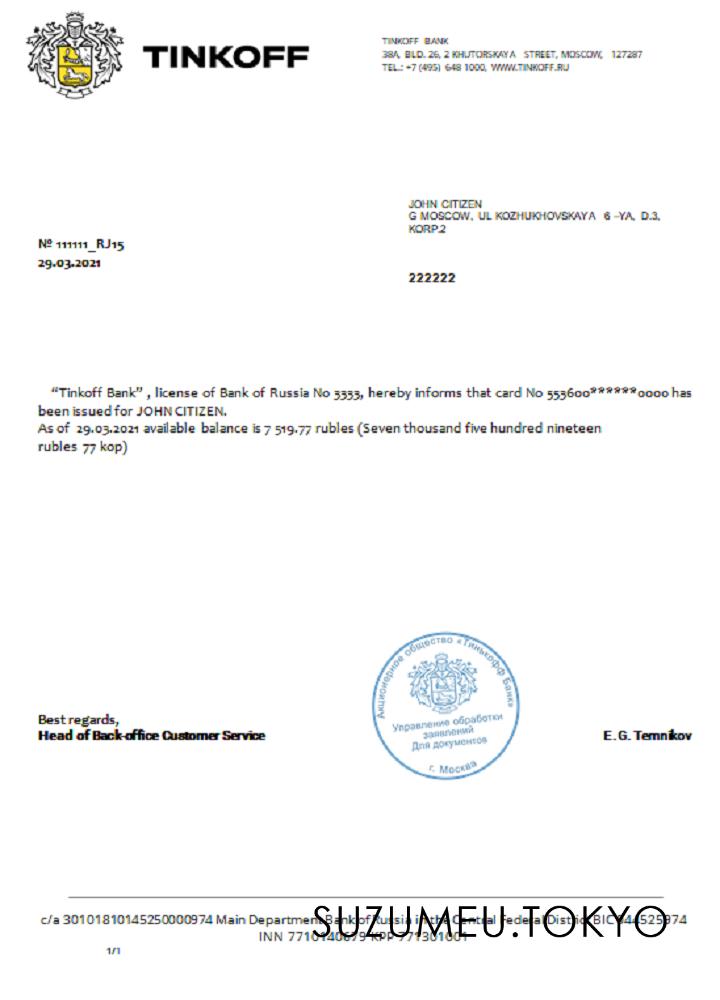 TINKOFF
TINKOFF BANK
38A, BLD. 26, 2 KHUTORSKAYA STREET, MOSCOW, 127287
TEL.: +7 (495) 648 1000, WWW.TINKOFF.RU
JOHN CITIZEN
G MOSCOW, UL KOZHUKHOVSKAYA 6 -YA, D.3,
KORP.2
№ 111111_RJ15
29.03.2021
222222
“Tinkoff Bank” , license of Bank of Russia No 3333, hereby informs that card No 553600******0000 has
been issued for JOHN CITIZEN.
As of 29.03.2021 available balance is 7 519.77 rubles (Seven thousand five hundred nineteen
rubles 77 kop)
Акционерное общество «Тинькофф Банк»
Управление обработки
заявлений
Для документов
г. Москва
Best regards,
Head of Back-office Customer Service
E. G. Temnikov
c/a 30101810145250000974 Main Department Bank of Russia in the Central Federal District BIC 044525974
INN 7710140679 KPP 771301001
SUZUMEU.TOKYO
1/1